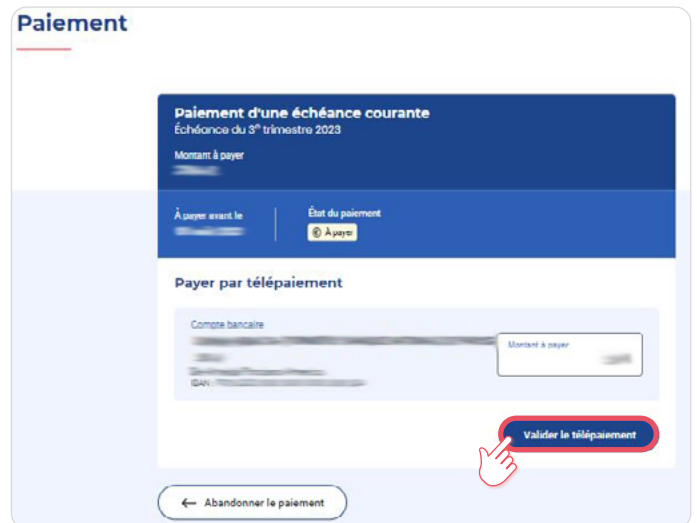 Paiement
Paiement d'une échéance courante
Échéance du 3e trimestre 2023
Montant à payer
À payer avant le
État du paiement
À payer
Payer par télépaiement
Compte bancaire
Montant à payer
IBAN :
Valider le télépaiement
← Abandonner le paiement